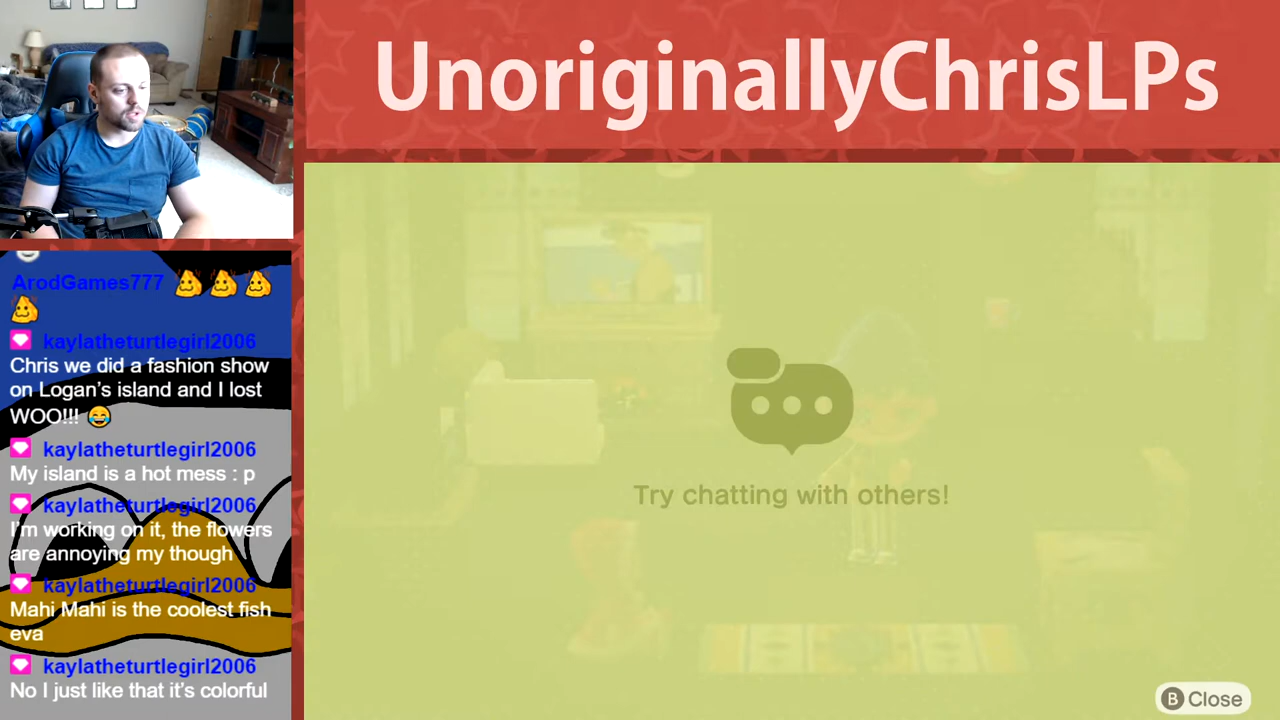 UnoriginallyChrisLPs
ArodGames777
kaylatheturtlegirl2006
Chris we did a fashion show
on Logan's island and I lost
WOO!!!
kaylatheturtlegirl2006
My island is a hot mess : p
kaylatheturtlegirl2006
I'm working on it, the flowers
are annoying my though
kaylatheturtlegirl2006
Mahi Mahi is the coolest fish
eva
kaylatheturtlegirl2006
No I just like that it's colorful
Try chatting with others!
B Close